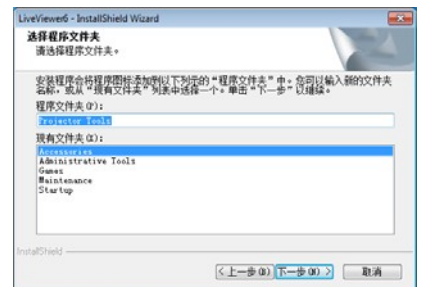 LiveViewer6 - InstallShield Wizard
选择程序文件夹
请选择程序文件夹。
安装程序会将程序图标添加到以下列示的“程序文件夹”中。您可以输入新的文件夹
名称，或从“现有文件夹”列表中选择一个。单击“下一步”以继续。
程序文件夹(P)：
Projector Tools
现有文件夹(X)：
Accessories
Administrative Tools
Games
Maintenance
Startup
InstallShield
< 上一步(B)
下一步(N) >
取消